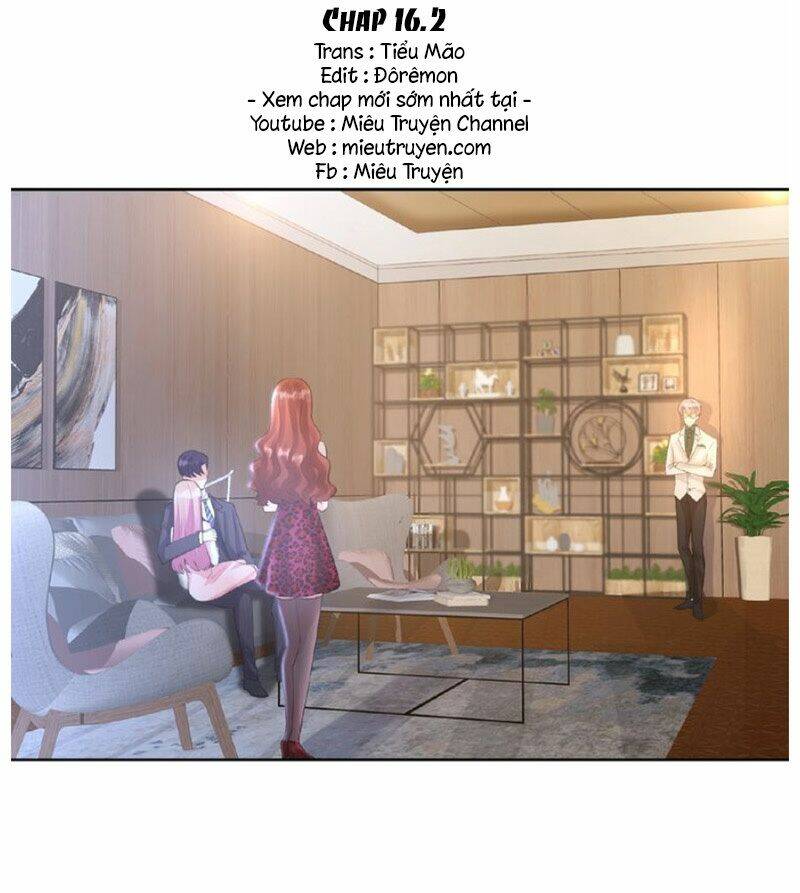 CHAP 16.2
Trans : Tiểu Mão
Edit : Đôrêmon
- Xem chap mới sớm nhất tại -
Youtube : Miêu Truyện Channel
Web : mieutruyen.com
Fb : Miêu Truyện